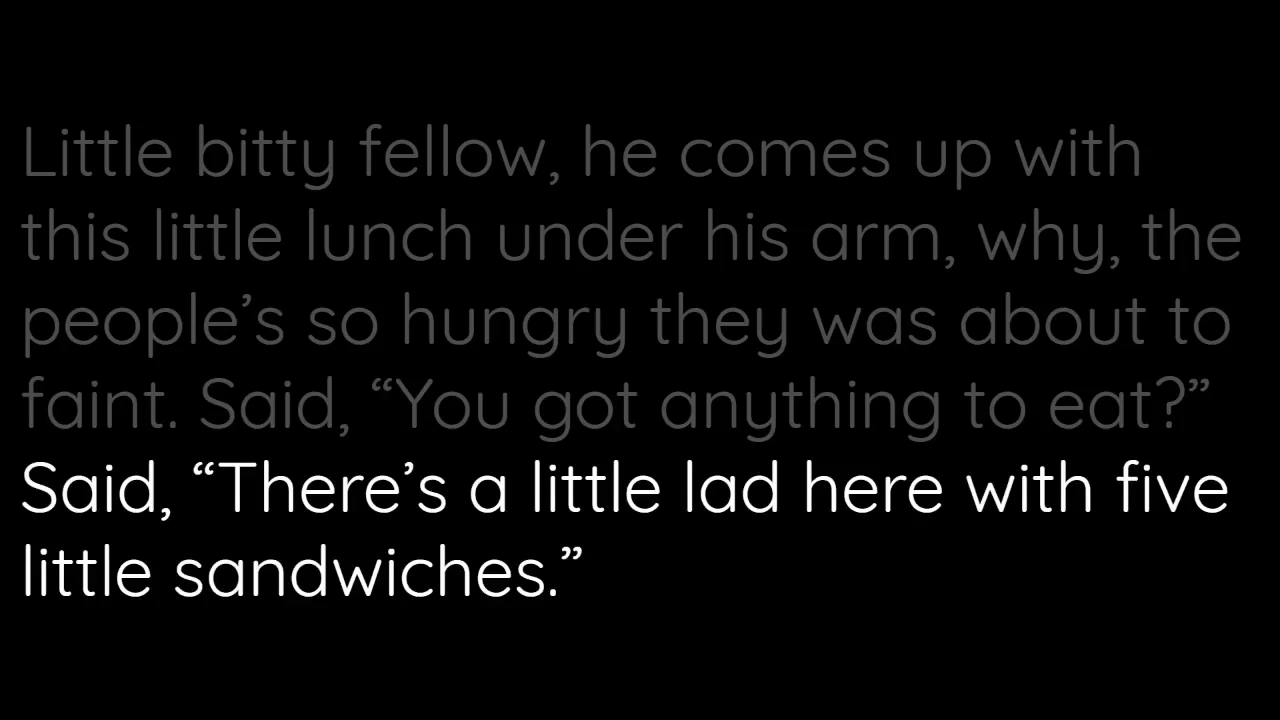 Little bitty fellow, he comes up with
this little lunch under his arm, why, the
people’s so hungry they was about to
faint. Said, “You got anything to eat?”
Said, “There’s a little lad here with five
little sandwiches.”